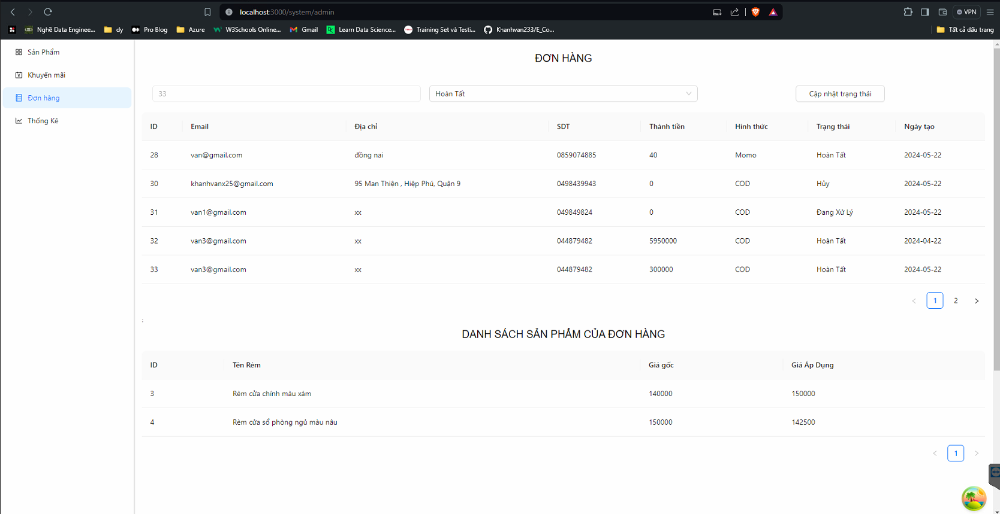 localhost:3000/system/admin
VPN
Nghề Data Enginee...
dy
Pro Blog
Azure
W3Schools Online...
Gmail
Learn Data Science...
Training Set và Testi...
Khanhvan233/E_Co...
Tất cả dấu trang
Sản Phẩm
Khuyến mãi
Đơn hàng
Thống Kê
ĐƠN HÀNG
33 Hoàn Tất Cập nhật trạng thái
ID Email Địa chỉ SDT Thành tiền Hình thức Trạng thái Ngày tạo
28 van@gmail.com đồng nai 0859074885 40 Momo Hoàn Tất 2024-05-22
30 khanhvanx25@gmail.com 95 Man Thiện , Hiệp Phú, Quận 9 0498439943 0 COD Hủy 2024-05-22
31 van1@gmail.com xx 049849824 0 COD Đang Xử Lý 2024-05-22
32 van3@gmail.com xx 044879482 5950000 COD Hoàn Tất 2024-04-22
33 van3@gmail.com xx 044879482 300000 COD Hoàn Tất 2024-05-22
< 1 2 >
;
DANH SÁCH SẢN PHẨM CỦA ĐƠN HÀNG
ID Tên Rèm Giá gốc Giá Áp Dụng
3 Rèm cửa chính màu xám 140000 150000
4 Rèm cửa sổ phòng ngủ màu nâu 150000 142500
< 1 >